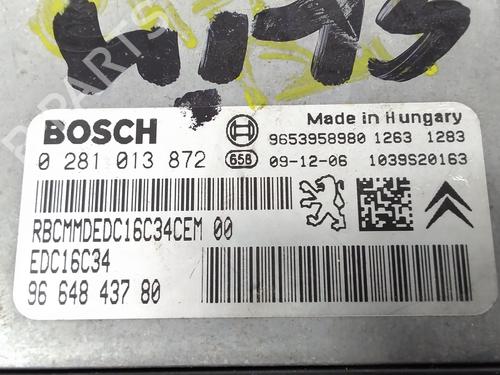 BOSCH
Made in Hungary
9653958980 1263 1283
0 281 013 872
658
09-12-06
1039S20163
RBCMMDEDC16C34CEM 00
EDC16C34
96 648 437 80